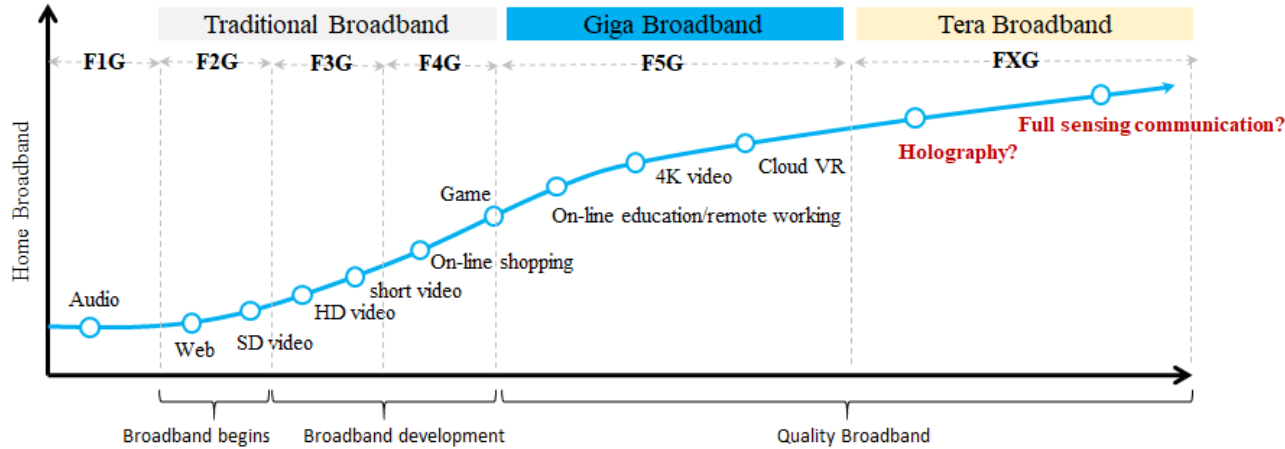 Traditional Broadband
Giga Broadband
Tera Broadband
F1G
F2G
F3G
F4G
F5G
FXG
Home Broadband
Audio
Web
SD video
HD video
short video
On-line shopping
Game
On-line education/remote working
4K video
Cloud VR
Holography?
Full sensing communication?
Broadband begins
Broadband development
Quality Broadband